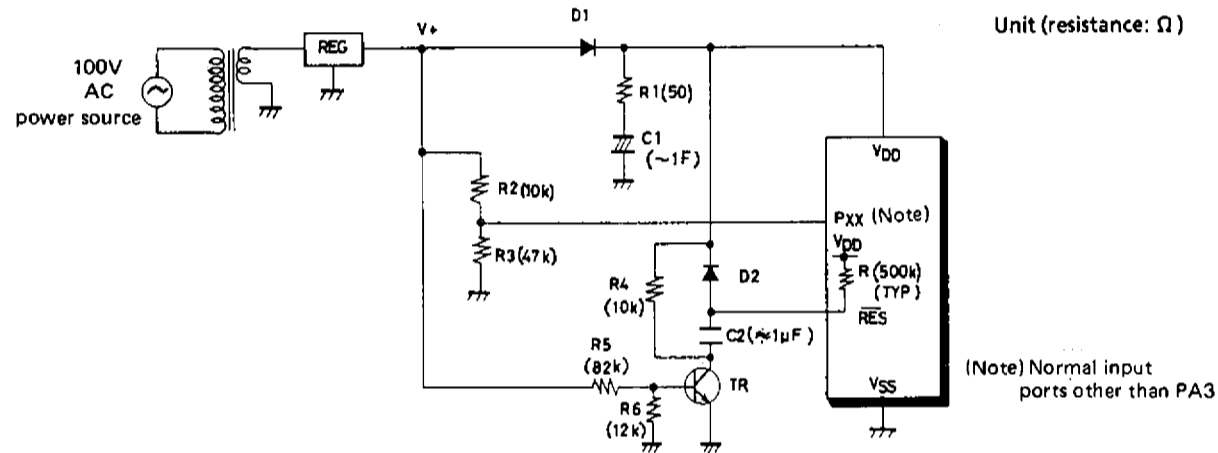 Unit (resistance: Ω)
D1
V+
REG
100V
AC
power source
R1(50)
C1
(~1F)
VDD
R2(10k)
PXX (Note)
VDD
R3(47k)
R4
(10k)
D2
R(500k)
(TYP)
RES
C2(≈1μF)
R5
(82k)
TR
(Note) Normal input
ports other than PA3
VSS
R6
(12k)